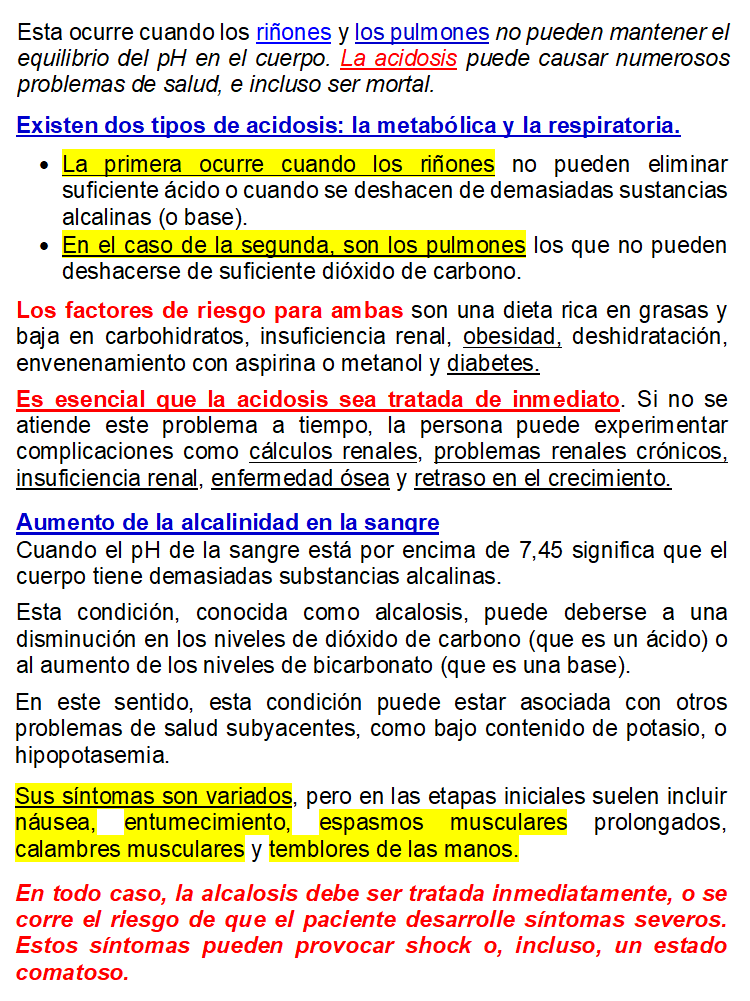 Esta ocurre cuando los riñones y los pulmones no pueden mantener el
equilibrio del pH en el cuerpo. La acidosis puede causar numerosos
problemas de salud, e incluso ser mortal.
Existen dos tipos de acidosis: la metabólica y la respiratoria.
• La primera ocurre cuando los riñones no pueden eliminar
suficiente ácido o cuando se deshacen de demasiadas sustancias
alcalinas (o base).
• En el caso de la segunda, son los pulmones los que no pueden
deshacerse de suficiente dióxido de carbono.
Los factores de riesgo para ambas son una dieta rica en grasas y
baja en carbohidratos, insuficiencia renal, obesidad, deshidratación,
envenenamiento con aspirina o metanol y diabetes.
Es esencial que la acidosis sea tratada de inmediato. Si no se
atiende este problema a tiempo, la persona puede experimentar
complicaciones como cálculos renales, problemas renales crónicos,
insuficiencia renal, enfermedad ósea y retraso en el crecimiento.
Aumento de la alcalinidad en la sangre
Cuando el pH de la sangre está por encima de 7,45 significa que el
cuerpo tiene demasiadas substancias alcalinas.
Esta condición, conocida como alcalosis, puede deberse a una
disminución en los niveles de dióxido de carbono (que es un ácido) o
al aumento de los niveles de bicarbonato (que es una base).
En este sentido, esta condición puede estar asociada con otros
problemas de salud subyacentes, como bajo contenido de potasio, o
hipopotasemia.
Sus síntomas son variados, pero en las etapas iniciales suelen incluir
náusea, entumecimiento, espasmos musculares prolongados,
calambres musculares y temblores de las manos.
En todo caso, la alcalosis debe ser tratada inmediatamente, o se
corre el riesgo de que el paciente desarrolle síntomas severos.
Estos síntomas pueden provocar shock o, incluso, un estado
comatoso.